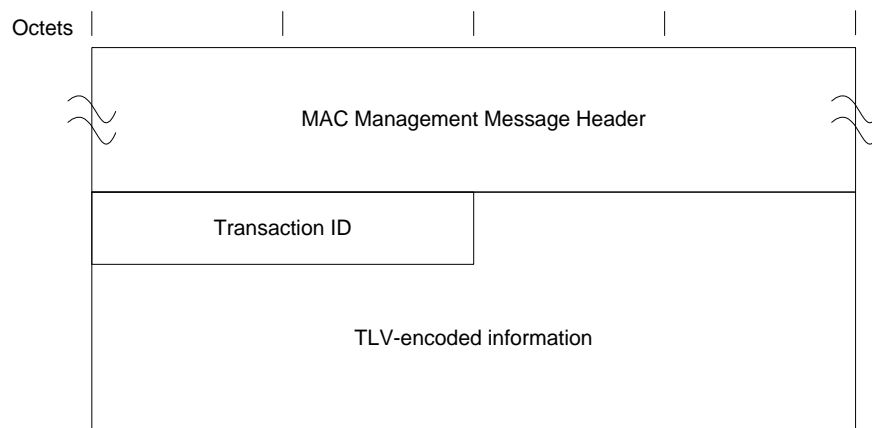 Octets
MAC Management Message Header
Transaction ID
TLV-encoded information